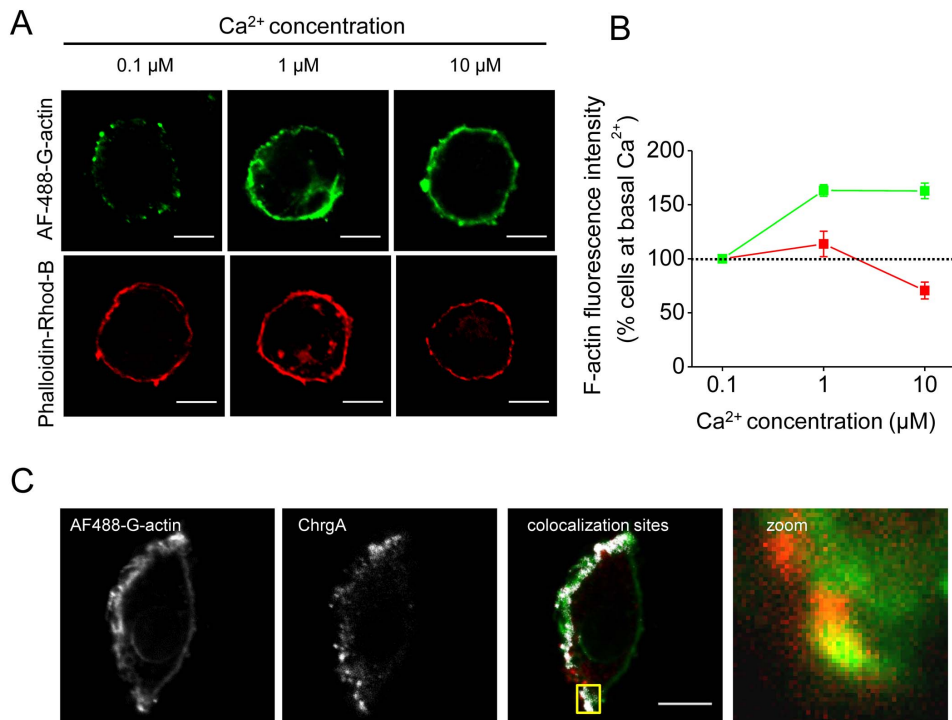 A
Ca²⁺ concentration
0.1 µM 1 µM 10 µM
AF-488-G-actin
Phalloidin-Rhod-B
B
F-actin fluorescence intensity
(% cells at basal Ca²⁺)
200
150
100
50
0
0.1 1 10
Ca²⁺ concentration (µM)
C
AF488-G-actin ChrgA colocalization sites zoom